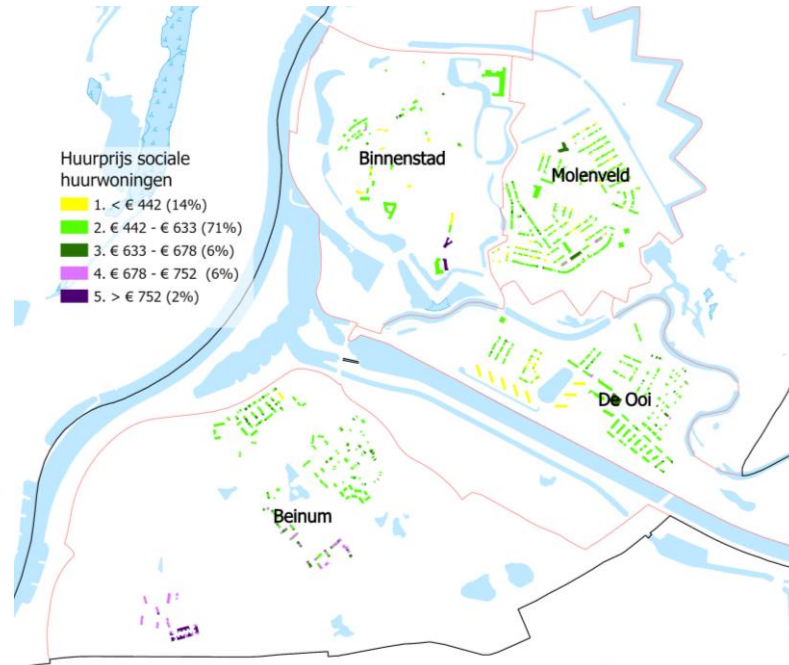 Huurprijs sociale
huurwoningen
1. < € 442 (14%)
2. € 442 - € 633 (71%)
3. € 633 - € 678 (6%)
4. € 678 - € 752  (6%)
5. > € 752 (2%)
Binnenstad
Molenveld
De Ooi
Beinum